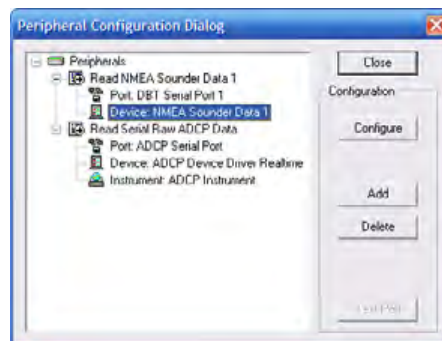 Peripheral Configuration Dialog
Peripherals
Close
Read NMEA Sounder Data 1
Configuration
Port: DBT Serial Port 1
Device: NMEA Sounder Data 1
Configure
Read Serial Raw ADCP Data
Port: ADCP Serial Port
Device: ADCP Device Driver Realtime
Instrument: ADCP Instrument
Add
Delete